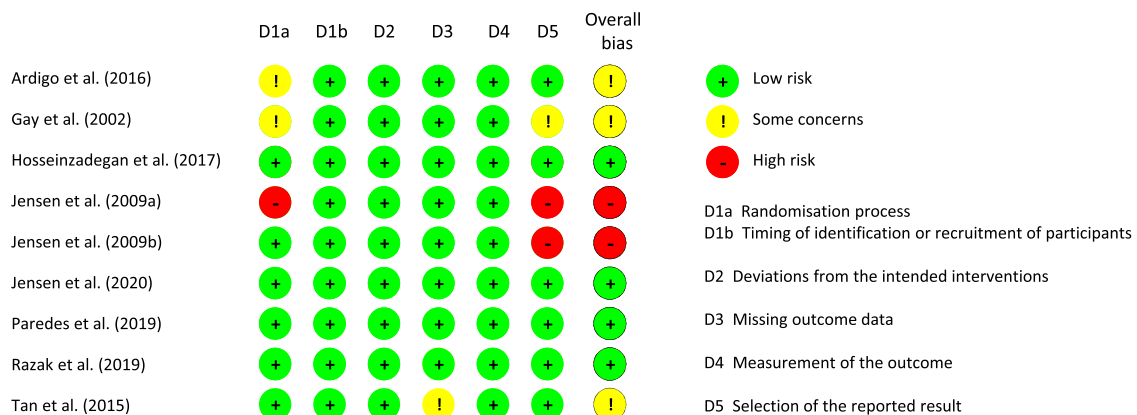 D1a D1b D2 D3 D4 D5 Overall bias
Ardigo et al. (2016) ! + + + + + !
Gay et al. (2002) ! + + + + ! !
Hosseinzadegan et al. (2017) + + + + + + +
Jensen et al. (2009a) - + + + + - -
Jensen et al. (2009b) + + + + + - -
Jensen et al. (2020) + + + + + + +
Paredes et al. (2019) + + + + + + +
Razak et al. (2019) + + + + + + +
Tan et al. (2015) + + + ! + + !
+ Low risk
! Some concerns
- High risk
D1a Randomisation process
D1b Timing of identification or recruitment of participants
D2 Deviations from the intended interventions
D3 Missing outcome data
D4 Measurement of the outcome
D5 Selection of the reported result